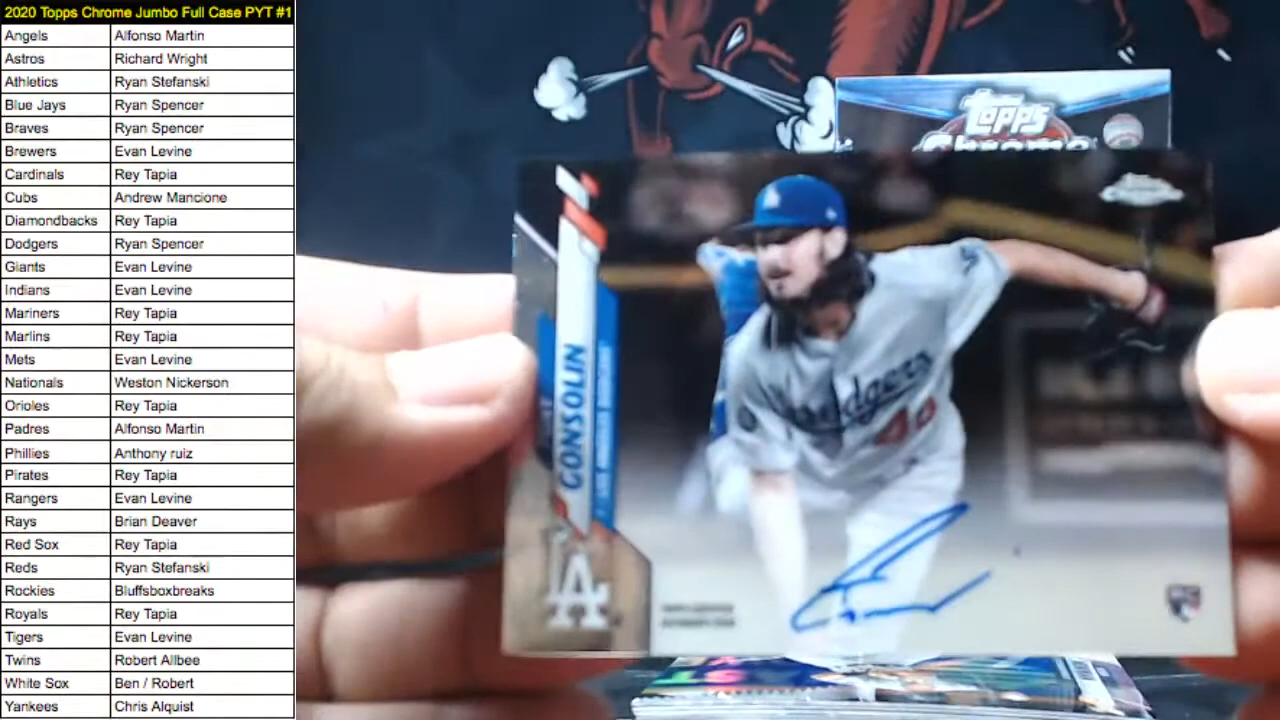 2020 Topps Chrome Jumbo Full Case PYT #1
Angels Alfonso Martin
Astros Richard Wright
Athletics Ryan Stefanski
Blue Jays Ryan Spencer
Braves Ryan Spencer
Brewers Evan Levine
Cardinals Rey Tapia
Cubs Andrew Mancione
Diamondbacks Rey Tapia
Dodgers Ryan Spencer
Giants Evan Levine
Indians Evan Levine
Mariners Rey Tapia
Marlins Rey Tapia
Mets Evan Levine
Nationals Weston Nickerson
Orioles Rey Tapia
Padres Alfonso Martin
Phillies Anthony ruiz
Pirates Rey Tapia
Rangers Evan Levine
Rays Brian Deaver
Red Sox Rey Tapia
Reds Ryan Stefanski
Rockies Bluffsboxbreaks
Royals Rey Tapia
Tigers Evan Levine
Twins Robert Allbee
White Sox Ben / Robert
Yankees Chris Alquist
Topps
Chrome
GONSOLIN
LOS ANGELES DODGERS
LA
Dodgers